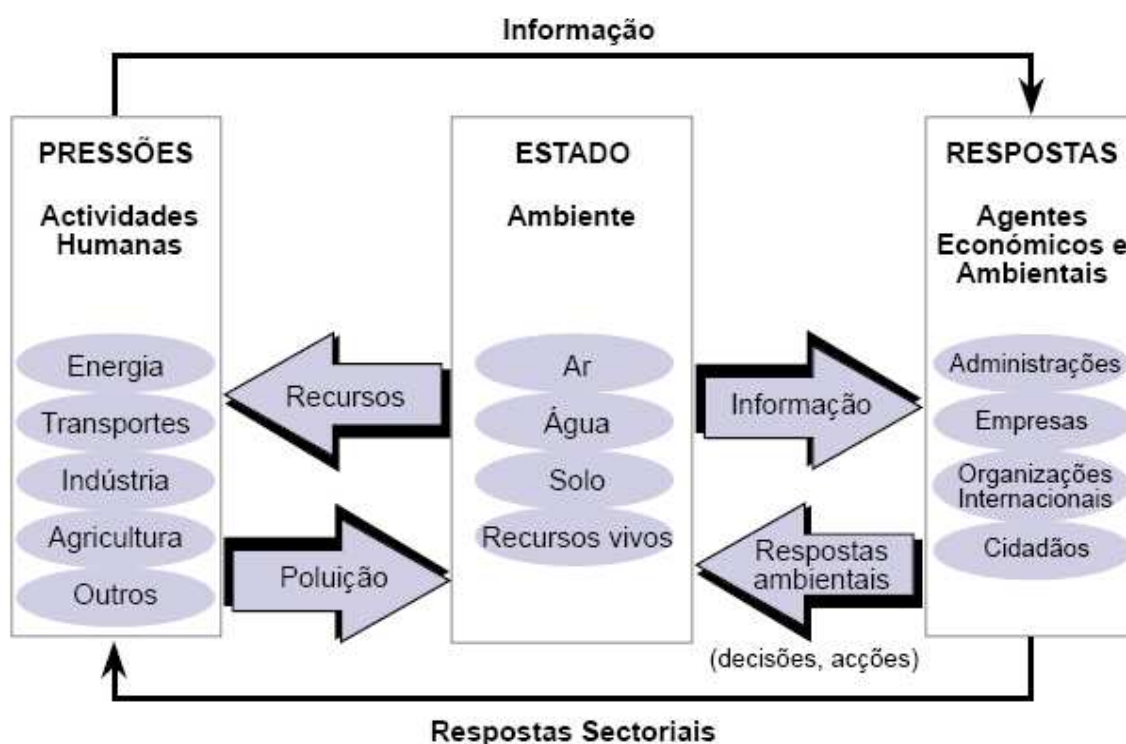 Informação
PRESSÕES
Actividades
Humanas
Energia
Transportes
Indústria
Agricultura
Outros
Recursos
Poluição
ESTADO
Ambiente
Ar
Água
Solo
Recursos vivos
Informação
Respostas
ambientais
(decisões, acções)
RESPOSTAS
Agentes
Económicos e
Ambientais
Administrações
Empresas
Organizações
Internacionais
Cidadãos
Respostas Sectoriais